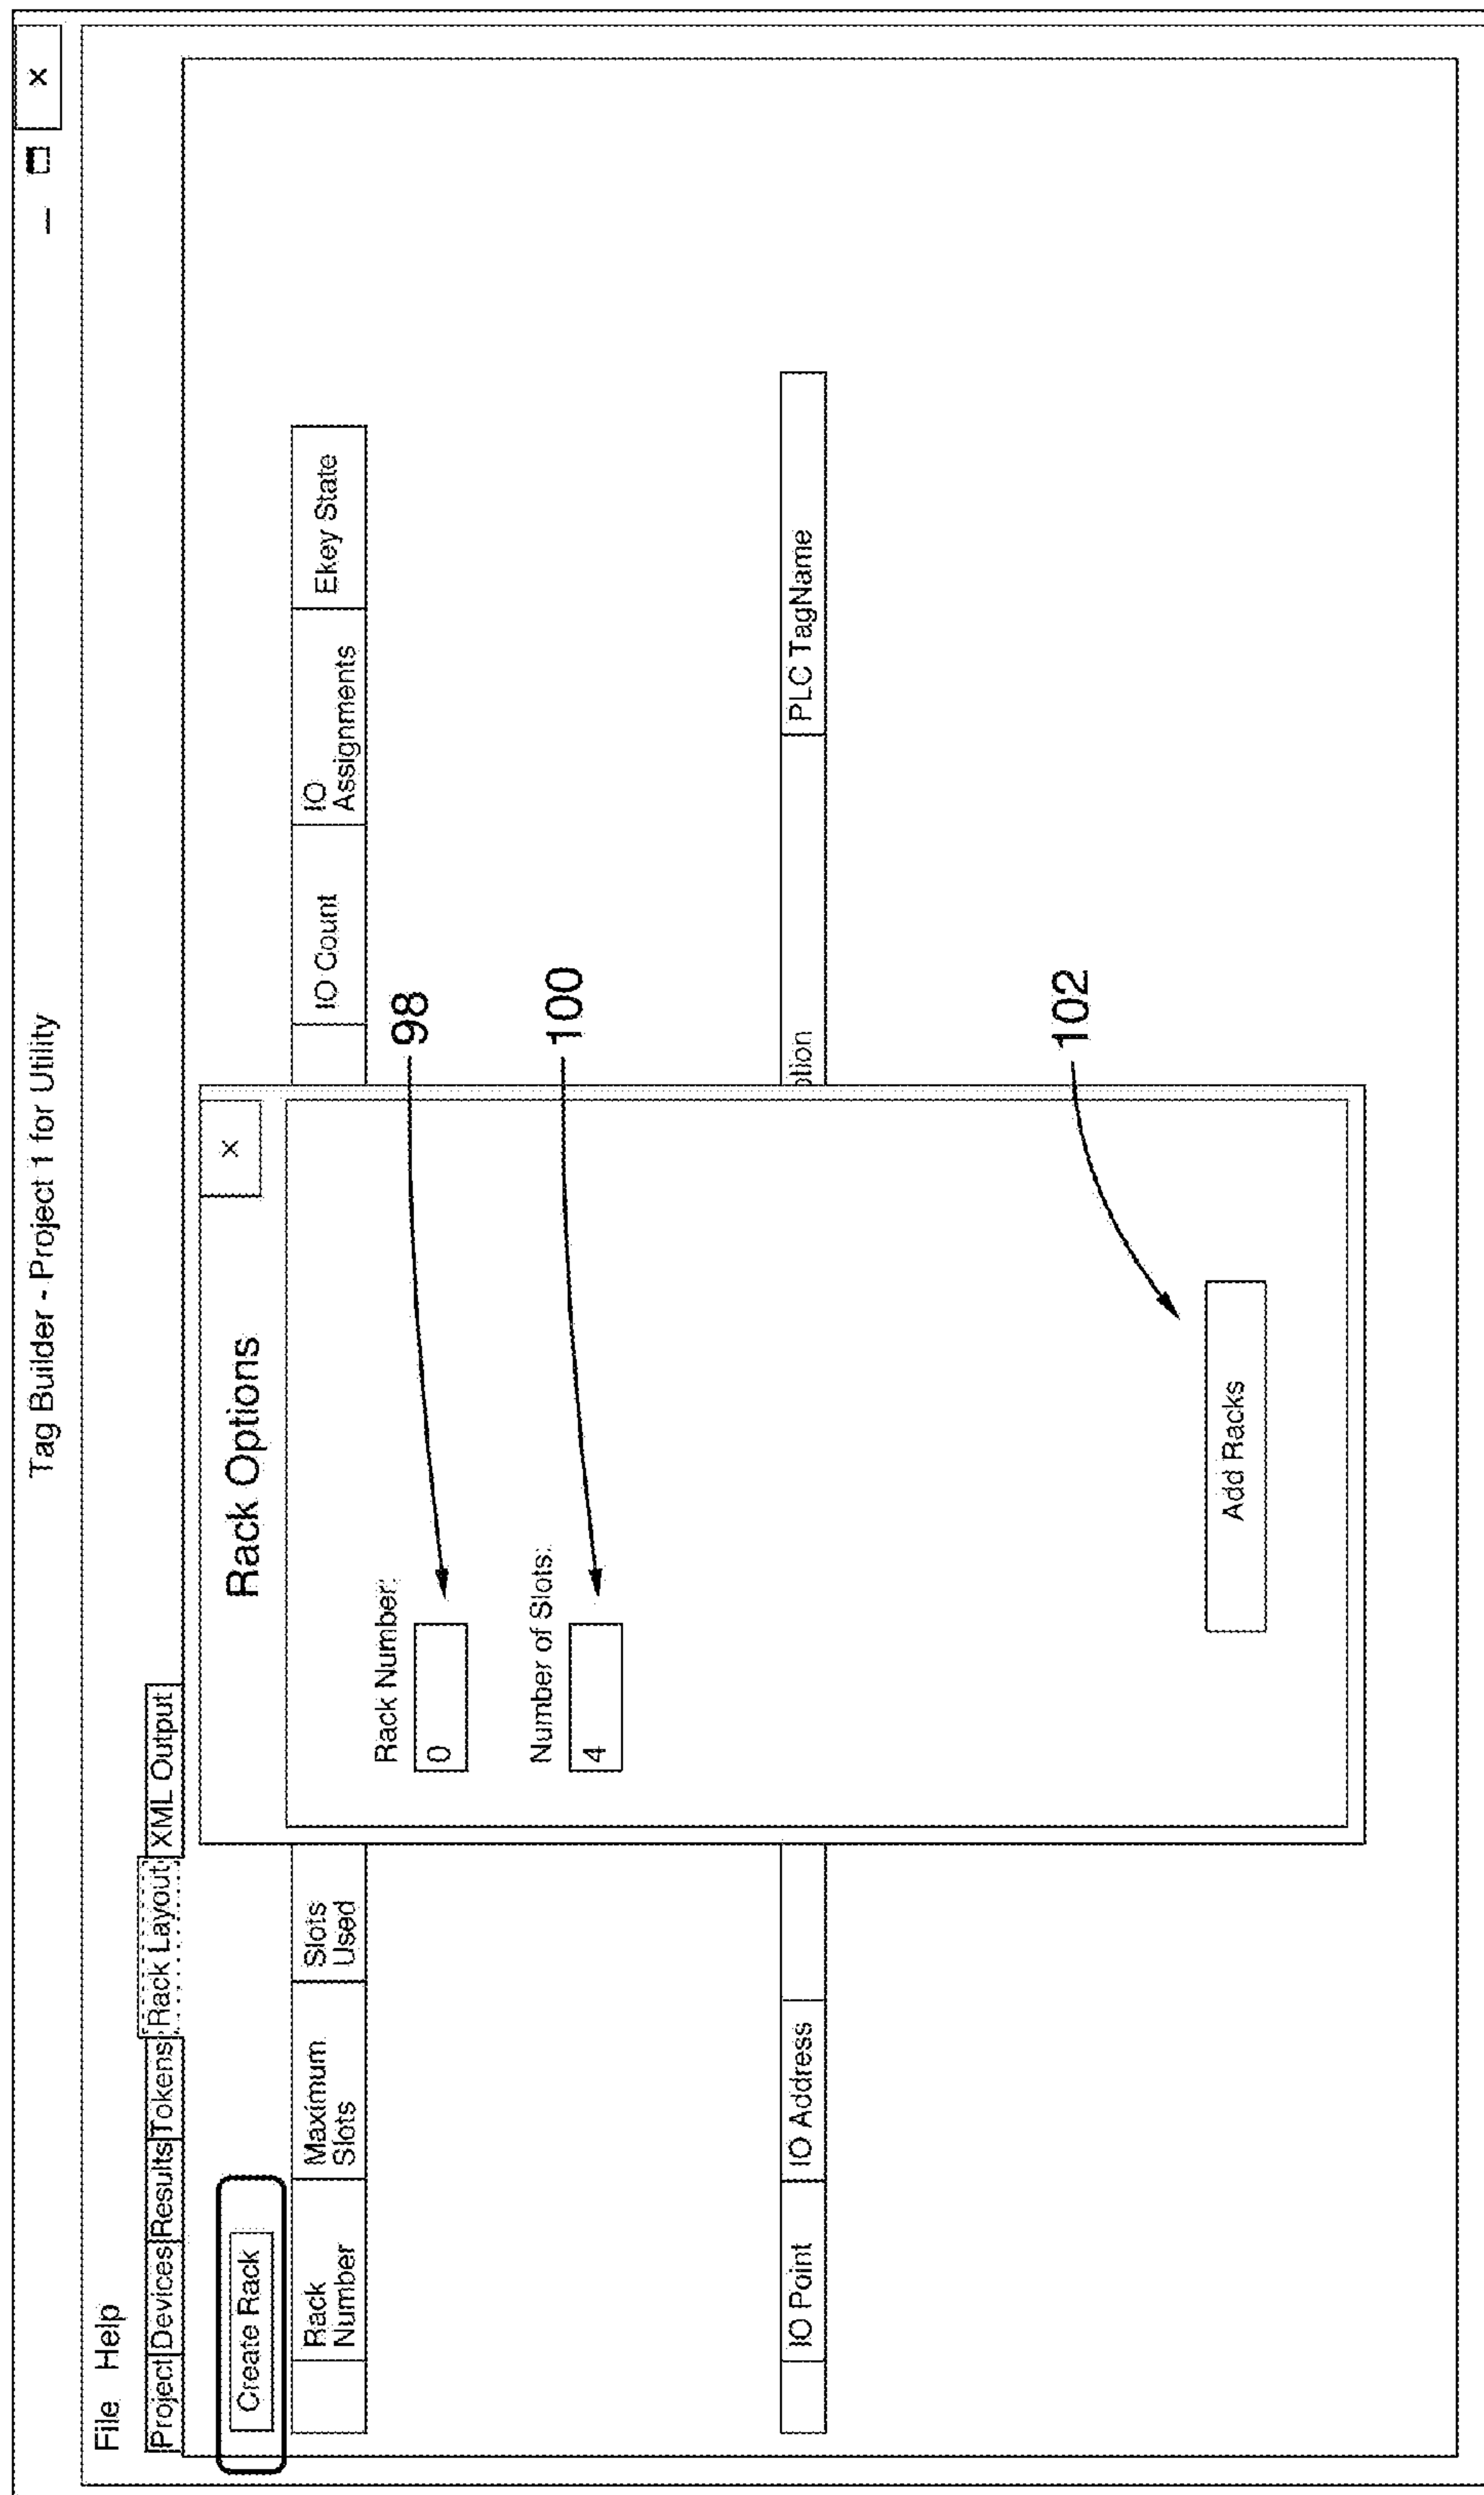 Tag Builder - Project 1 for Utility
×
File Help
Project Devices Results Tokens Rack Layout XML Output
Create Rack
Rack Options
×
Rack
Number
Maximum
Slots
Slots
Used
IO Count
IO
Assignments
Ekey State
Rack Number:
0
98
Number of Slots:
4
100
IO Point
IO Address
ption
PLC TagName
102
Add Racks